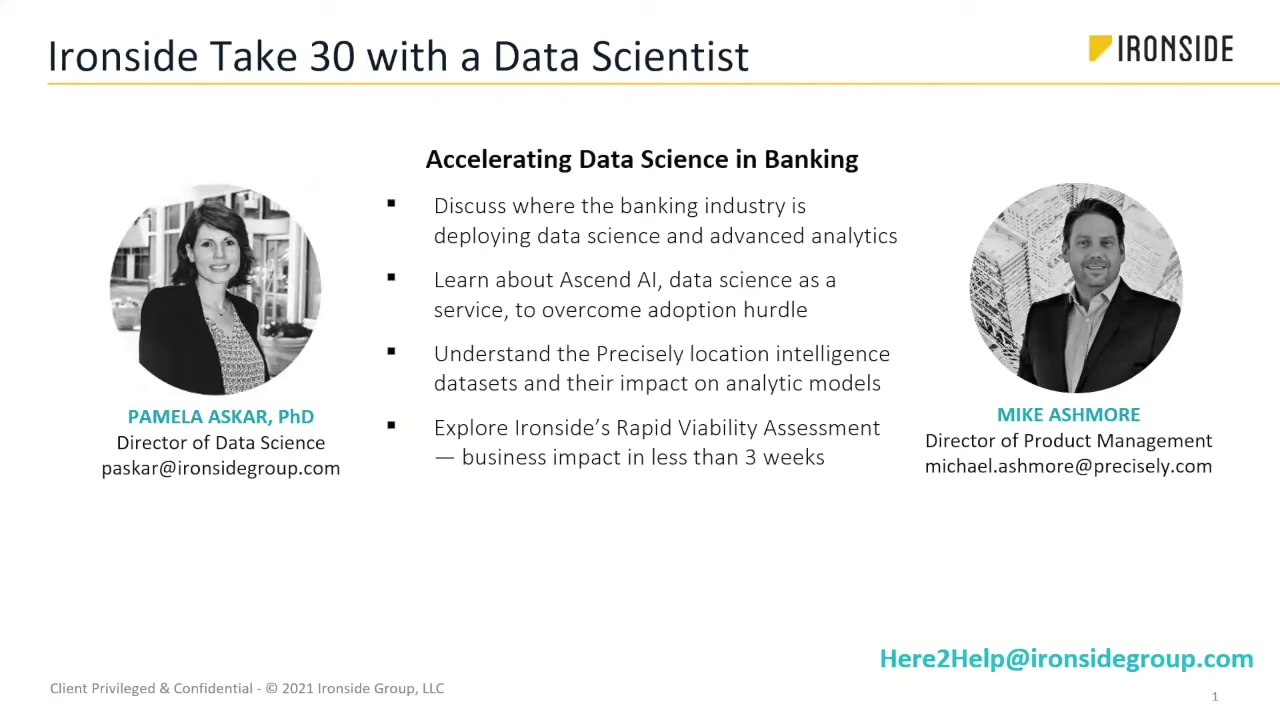 Ironside Take 30 with a Data Scientist
IRONSIDE
Accelerating Data Science in Banking
▪ Discuss where the banking industry is
deploying data science and advanced analytics
▪ Learn about Ascend AI, data science as a
service, to overcome adoption hurdle
▪ Understand the Precisely location intelligence
datasets and their impact on analytic models
▪ Explore Ironside’s Rapid Viability Assessment
— business impact in less than 3 weeks
PAMELA ASKAR, PhD
Director of Data Science
paskar@ironsidegroup.com
MIKE ASHMORE
Director of Product Management
michael.ashmore@precisely.com
Here2Help@ironsidegroup.com
Client Privileged & Confidential - © 2021 Ironside Group, LLC
1